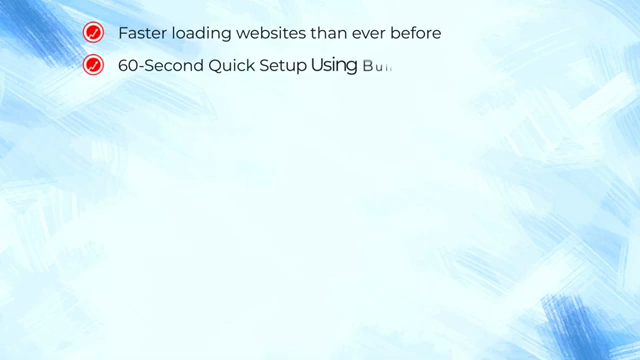 Faster loading websites than ever before
60-Second Quick Setup Using